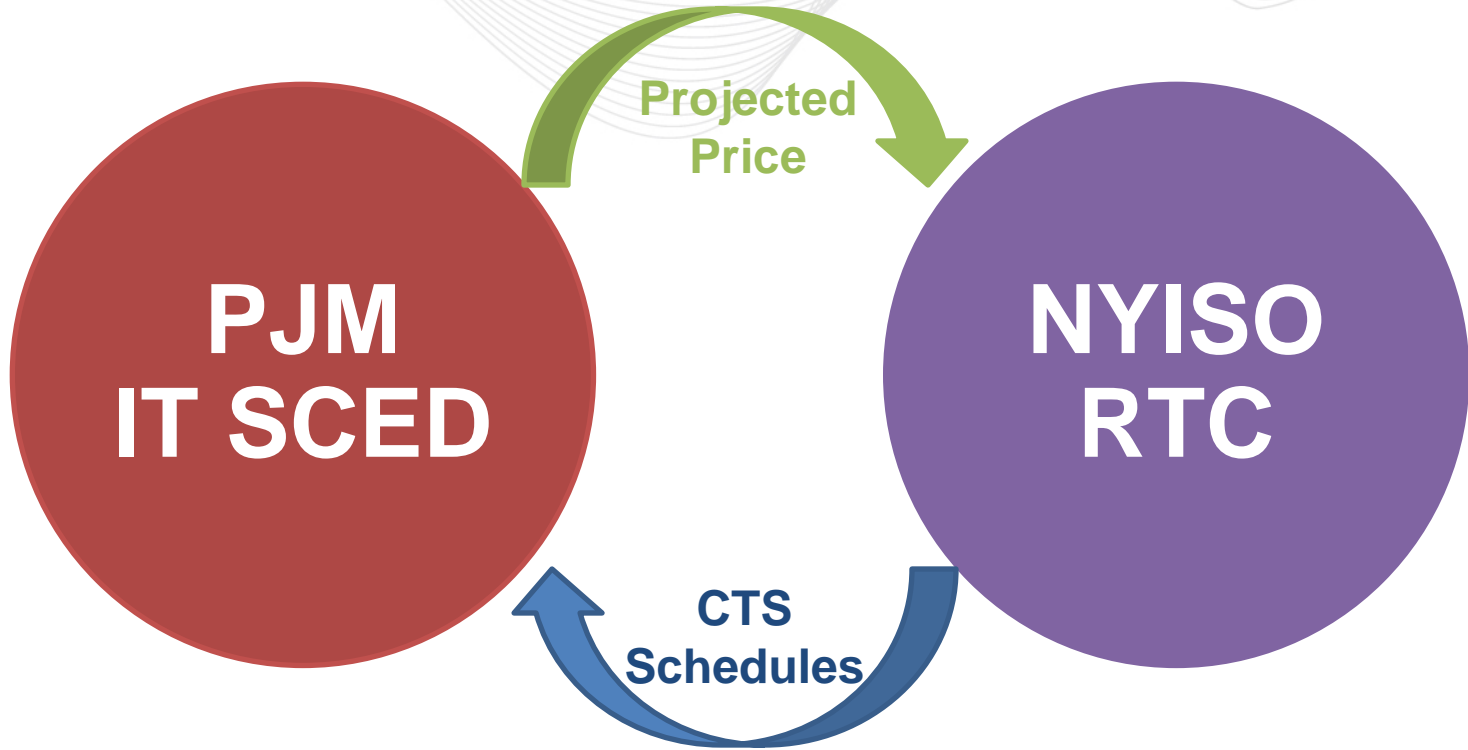 Projected
Price
PJM
IT SCED
NYISO
RTC
CTS
Schedules